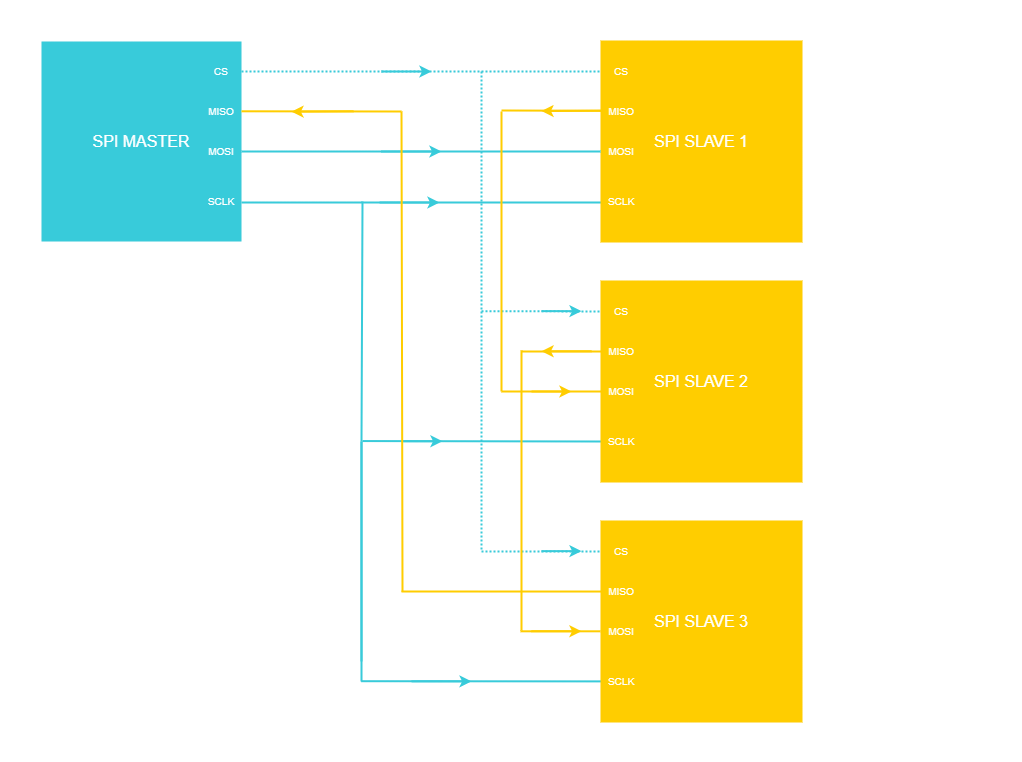 SPI MASTER
CS
MISO
MOSI
SCLK
SPI SLAVE 1
CS
MISO
MOSI
SCLK
SPI SLAVE 2
CS
MISO
MOSI
SCLK
SPI SLAVE 3
CS
MISO
MOSI
SCLK